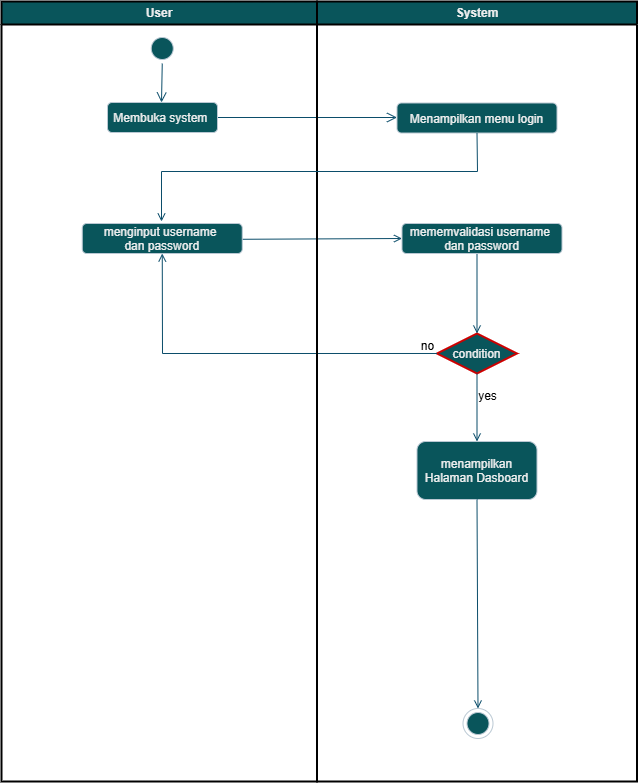 User
System
Membuka system
Menampilkan menu login
menginput username
dan password
mememvalidasi username
dan password
no
condition
yes
menampilkan
Halaman Dasboard